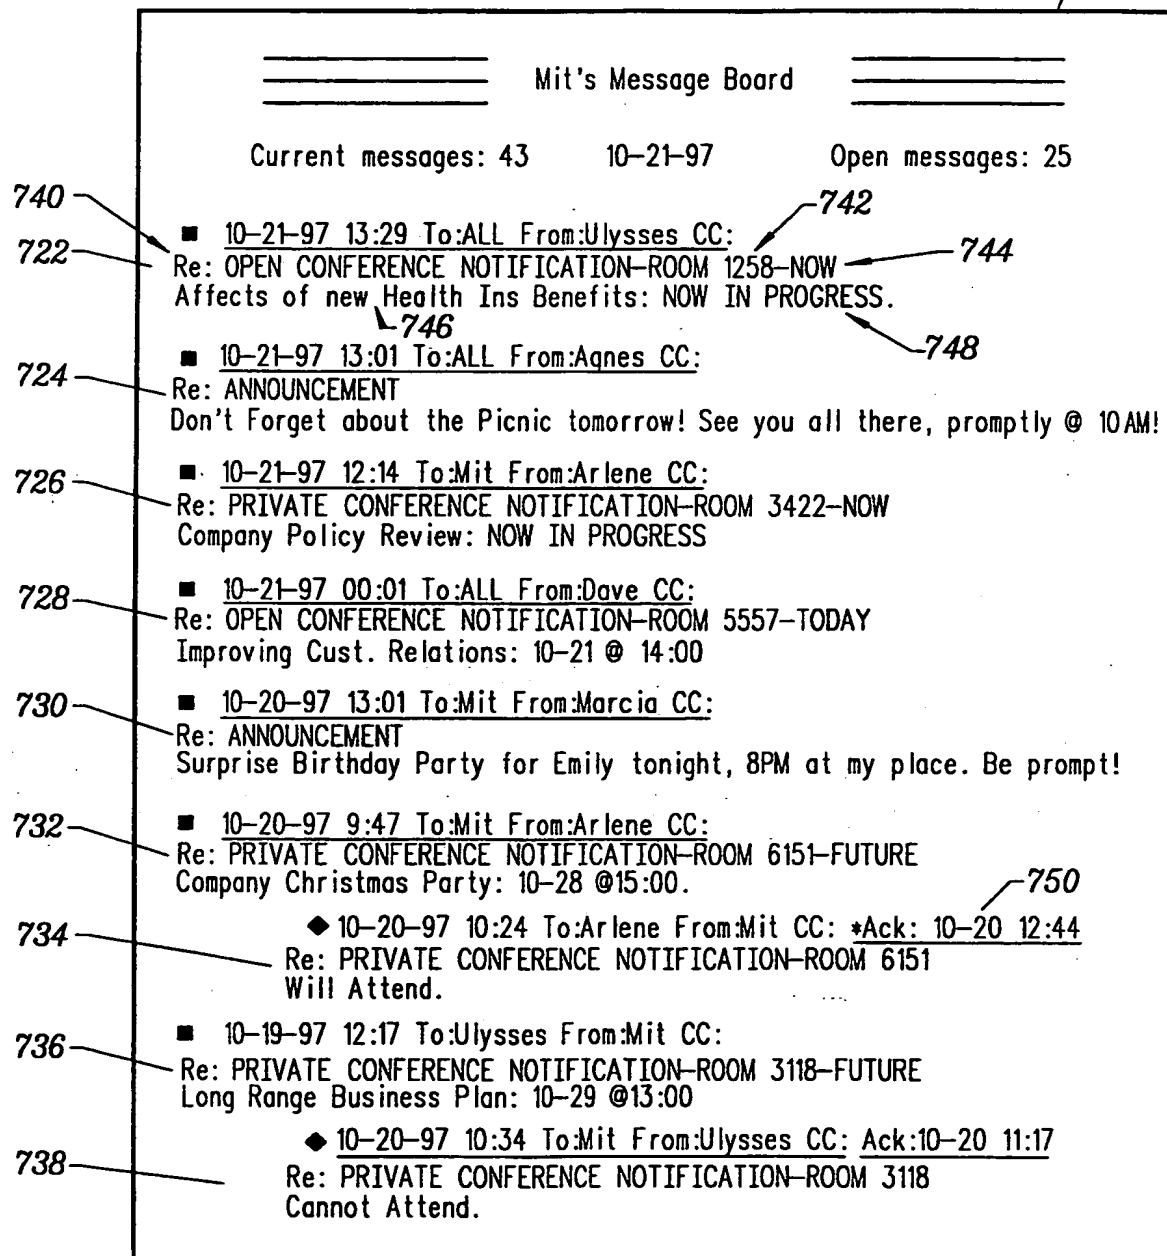 Mit's Message Board
Current messages: 43 10-21-97 Open messages: 25
740
742
■ 10-21-97 13:29 To:ALL From:Ulysses CC:
722
Re: OPEN CONFERENCE NOTIFICATION-ROOM 1258-NOW
744
Affects of new Health Ins Benefits: NOW IN PROGRESS.
746
748
■ 10-21-97 13:01 To:ALL From:Agnes CC:
724
Re: ANNOUNCEMENT
Don't Forget about the Picnic tomorrow! See you all there, promptly @ 10AM!
■ 10-21-97 12:14 To:Mit From:Arlene CC:
726
Re: PRIVATE CONFERENCE NOTIFICATION-ROOM 3422-NOW
Company Policy Review: NOW IN PROGRESS
■ 10-21-97 00:01 To:ALL From:Dave CC:
728
Re: OPEN CONFERENCE NOTIFICATION-ROOM 5557-TODAY
Improving Cust. Relations: 10-21 @ 14:00
■ 10-20-97 13:01 To:Mit From:Marcia CC:
730
Re: ANNOUNCEMENT
Surprise Birthday Party for Emily tonight, 8PM at my place. Be prompt!
■ 10-20-97 9:47 To:Mit From:Arlene CC:
732
Re: PRIVATE CONFERENCE NOTIFICATION-ROOM 6151-FUTURE
Company Christmas Party: 10-28 @15:00.
750
◆ 10-20-97 10:24 To:Arlene From:Mit CC: *Ack: 10-20 12:44
734
Re: PRIVATE CONFERENCE NOTIFICATION-ROOM 6151
Will Attend.
■ 10-19-97 12:17 To:Ulysses From:Mit CC:
736
Re: PRIVATE CONFERENCE NOTIFICATION-ROOM 3118-FUTURE
Long Range Business Plan: 10-29 @13:00
◆ 10-20-97 10:34 To:Mit From:Ulysses CC: Ack:10-20 11:17
738
Re: PRIVATE CONFERENCE NOTIFICATION-ROOM 3118
Cannot Attend.